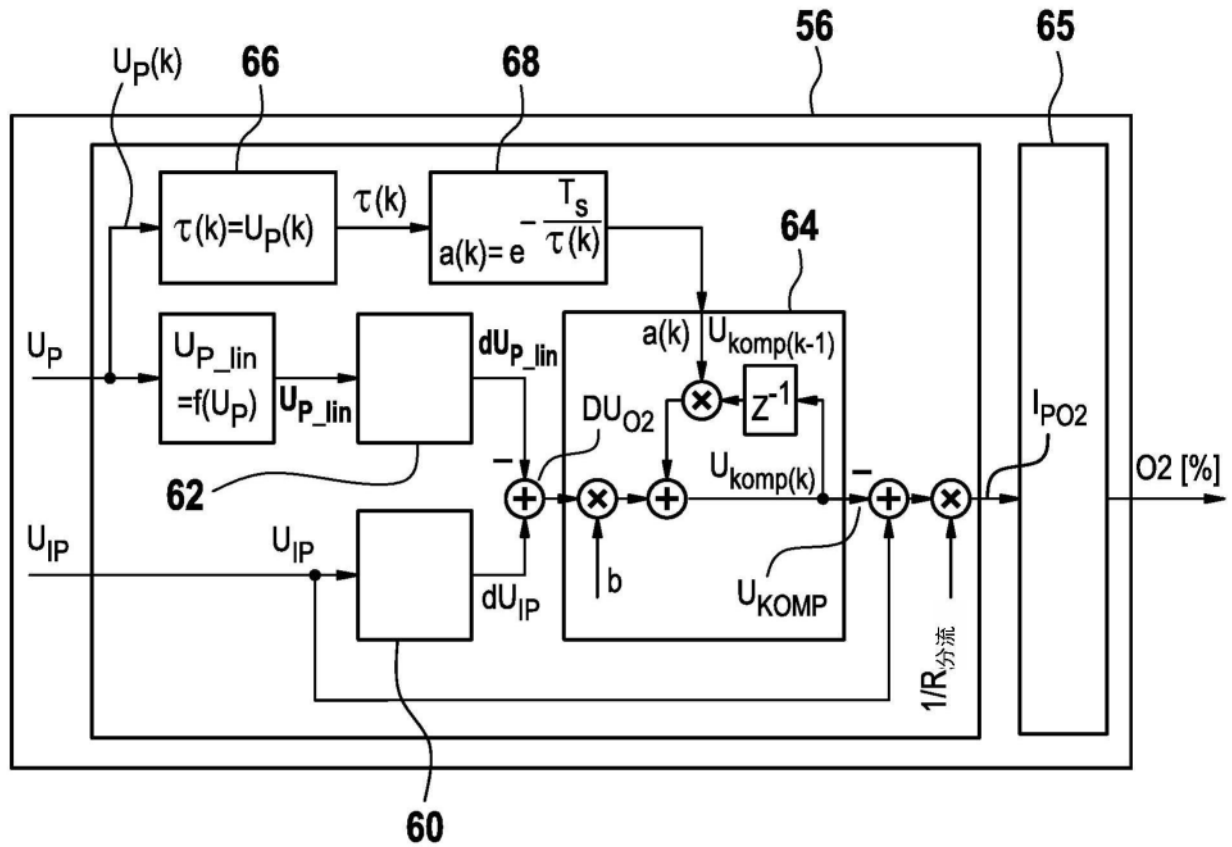 56
65
U_P(k)
66
68
τ(k)=U_P(k)
τ(k)
a(k)= e^(-T_s/τ(k))
64
U_P
U_P_lin
=f(U_P)
U_P_lin
dU_P_lin
a(k)
U_komp(k-1)
Z^-1
DU_O2
I_PO2
−
62
×
+
×
+
U_komp(k)
−
+
×
O2 [%]
U_IP
U_IP
dU_IP
b
U_KOMP
1/R_分流
60